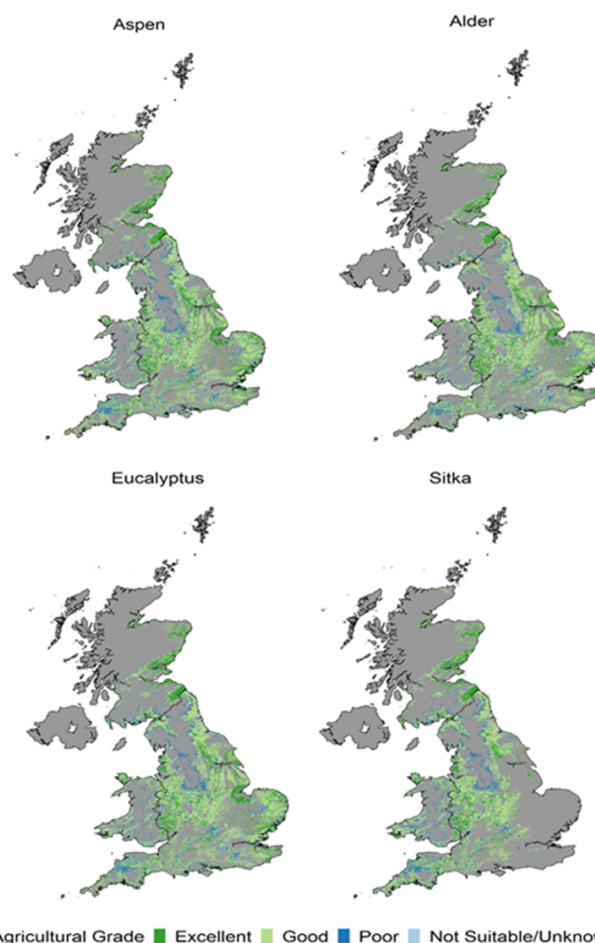 Aspen Alder
Eucalyptus Sitka
Agricultural Grade Excellent Good Poor Not Suitable/Unknow